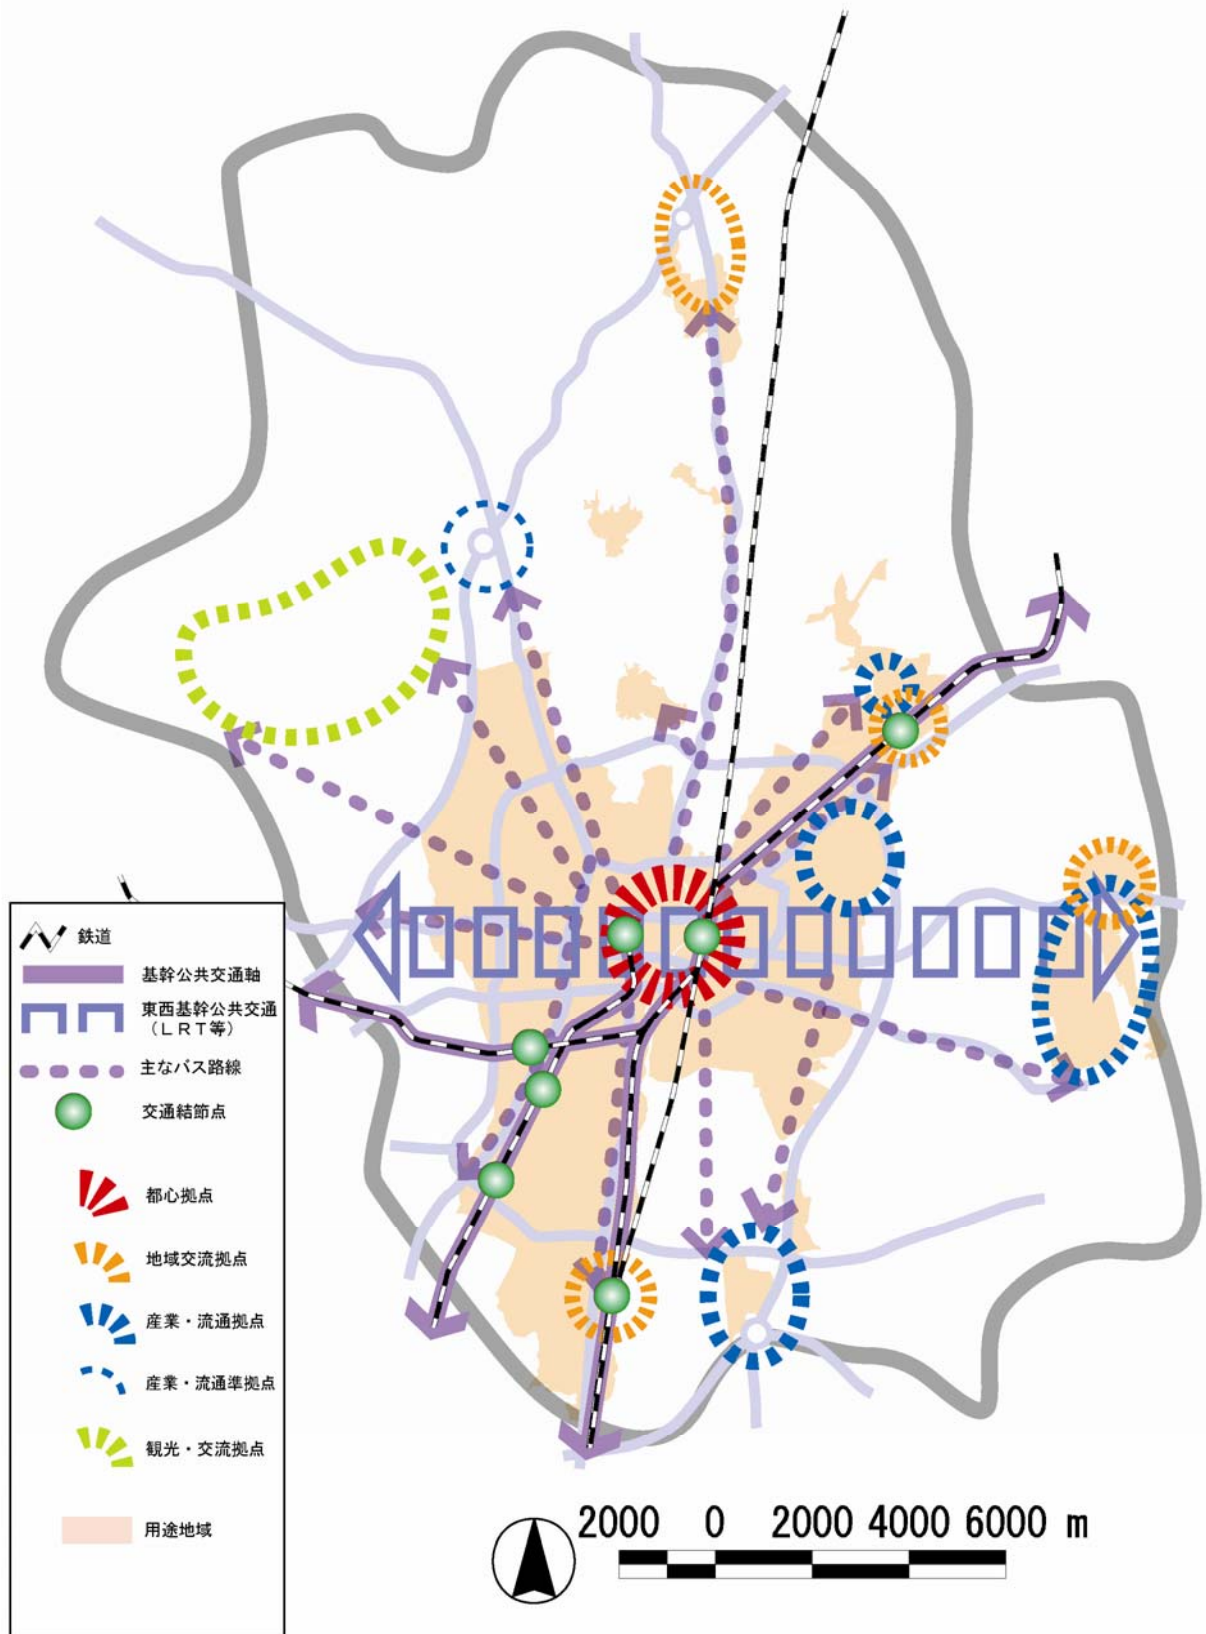 鉄道
基幹公共交通軸
東西基幹公共交通
（ＬＲＴ等）
主なバス路線
交通結節点
都心拠点
地域交流拠点
産業・流通拠点
産業・流通準拠点
観光・交流拠点
用途地域
2000 0 2000 4000 6000 m